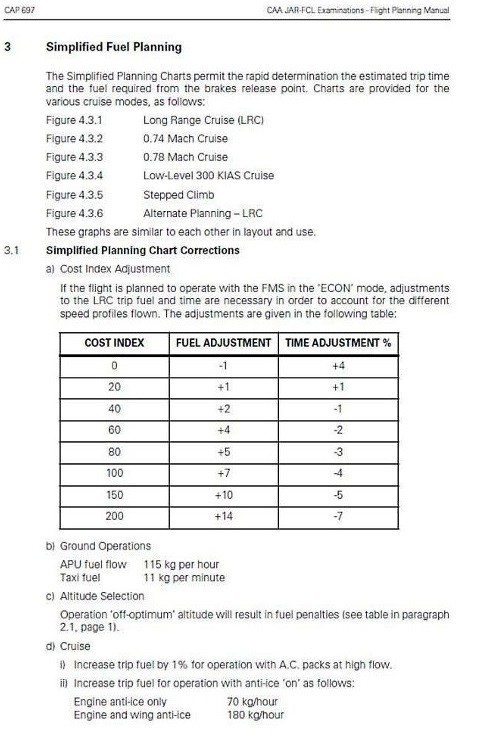 CAP 697
CAA JAR-FCL Examinations - Flight Planning Manual
3 Simplified Fuel Planning
The Simplified Planning Charts permit the rapid determination the estimated trip time
and the fuel required from the brakes release point. Charts are provided for the
various cruise modes, as follows:
Figure 4.3.1 Long Range Cruise (LRC)
Figure 4.3.2 0.74 Mach Cruise
Figure 4.3.3 0.78 Mach Cruise
Figure 4.3.4 Low-Level 300 KIAS Cruise
Figure 4.3.5 Stepped Climb
Figure 4.3.6 Alternate Planning – LRC
These graphs are similar to each other in layout and use.
3.1 Simplified Planning Chart Corrections
a) Cost Index Adjustment
If the flight is planned to operate with the FMS in the 'ECON' mode, adjustments
to the LRC trip fuel and time are necessary in order to account for the different
speed profiles flown. The adjustments are given in the following table:
COST INDEX FUEL ADJUSTMENT TIME ADJUSTMENT %
0 -1 +4
20 +1 +1
40 +2 -1
60 +4 -2
80 +5 -3
100 +7 -4
150 +10 -5
200 +14 -7
b) Ground Operations
APU fuel flow 115 kg per hour
Taxi fuel 11 kg per minute
c) Altitude Selection
Operation 'off-optimum' altitude will result in fuel penalties (see table in paragraph
2.1, page 1).
d) Cruise
i) Increase trip fuel by 1% for operation with A.C. packs at high flow.
ii) Increase trip fuel for operation with anti-ice 'on' as follows:
Engine anti-ice only 70 kg/hour
Engine and wing anti-ice 180 kg/hour